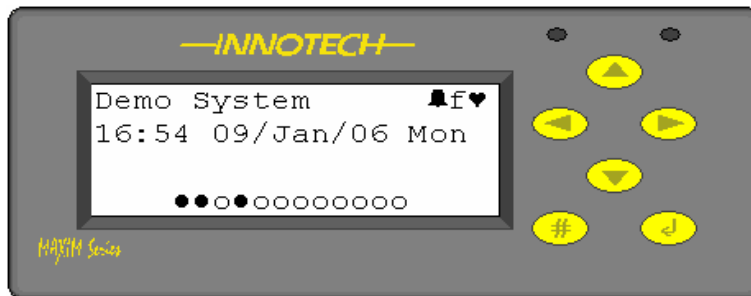 INNOTECH
Demo System f
16:54 09/Jan/06 Mon
MAXIM Series
#